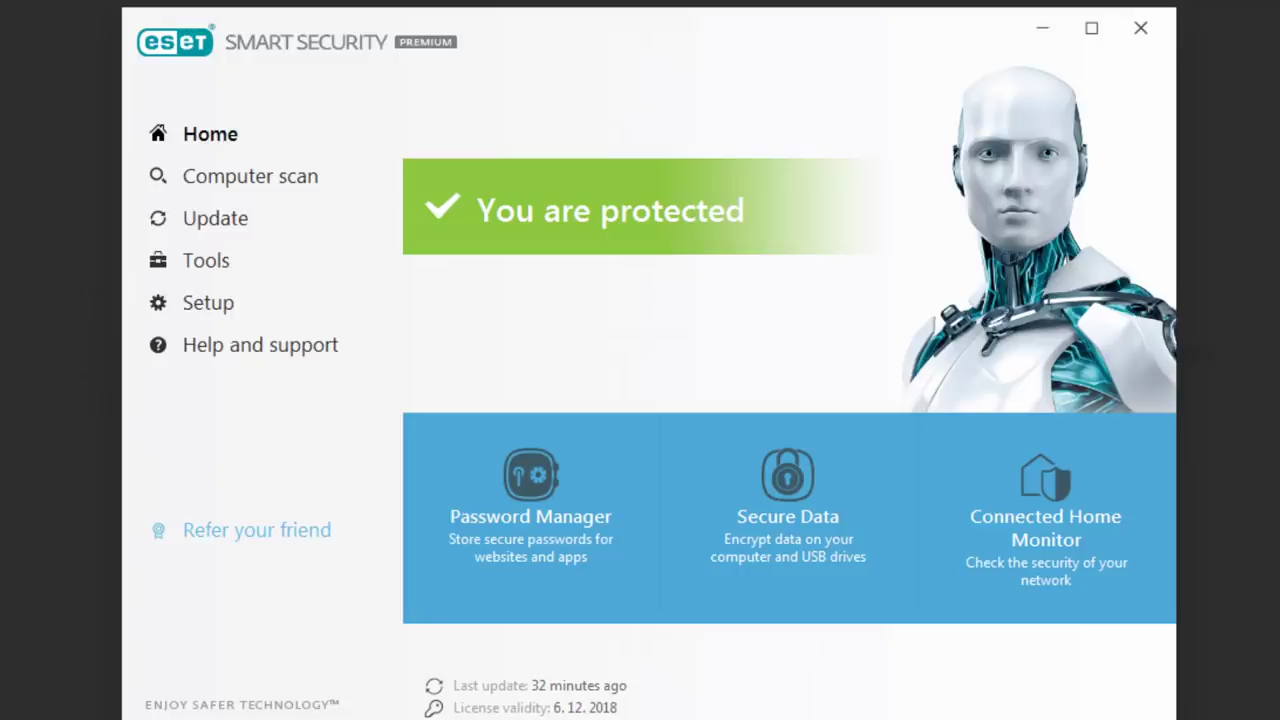 eset ® SMART SECURITY PREMIUM
Home
Computer scan
Update
Tools
Setup
Help and support
Refer your friend
ENJOY SAFER TECHNOLOGY™
You are protected
Password Manager
Store secure passwords for
websites and apps
Secure Data
Encrypt data on your
computer and USB drives
Connected Home
Monitor
Check the security of your
network
Last update: 32 minutes ago
License validity: 6. 12. 2018